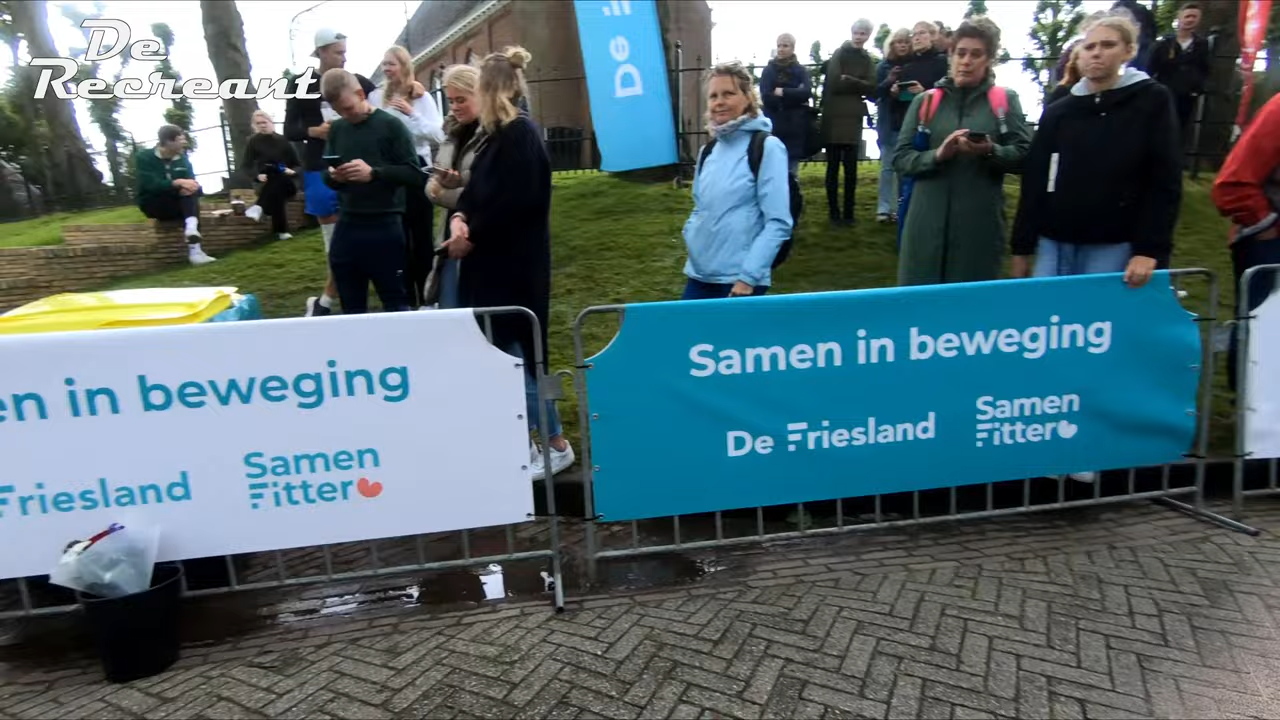 De
Recreant
De
en in beweging
Friesland
Samen
Fitter
Samen in beweging
De Friesland
Samen
Fitter